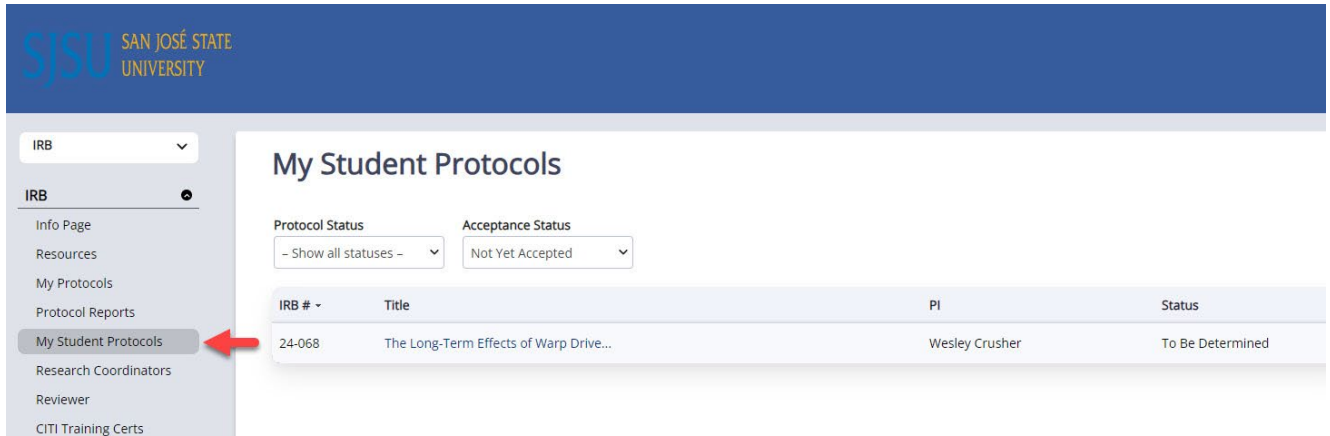 SJSU
SAN JOSÉ STATE
UNIVERSITY
IRB
IRB
Info Page
Resources
My Protocols
Protocol Reports
My Student Protocols
Research Coordinators
Reviewer
CITI Training Certs
My Student Protocols
Protocol Status Acceptance Status
– Show all statuses – Not Yet Accepted
IRB # Title PI Status
24-068 The Long-Term Effects of Warp Drive... Wesley Crusher To Be Determined